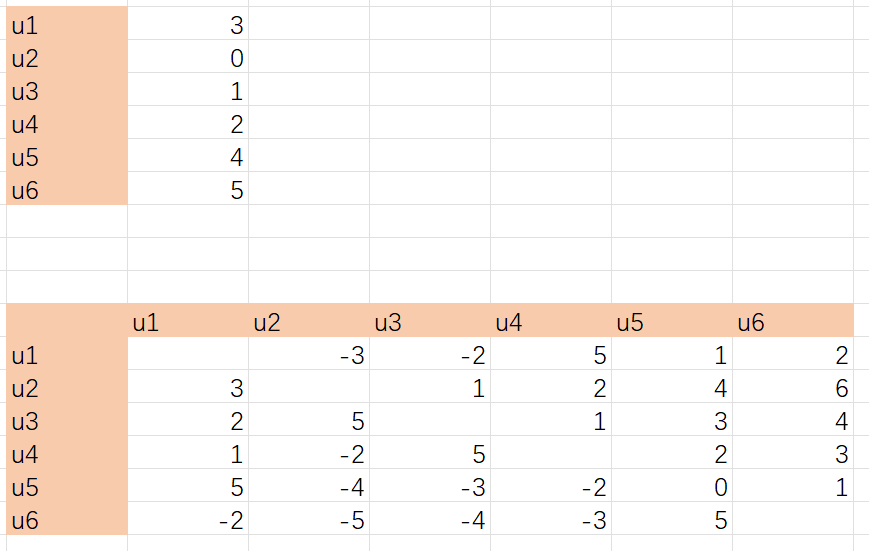 u1 3
u2 0
u3 1
u4 2
u5 4
u6 5
u1 u2 u3 u4 u5 u6
u1 -3 -2 5 1 2
u2 3 1 2 4 6
u3 2 5 1 3 4
u4 1 -2 5 2 3
u5 5 -4 -3 -2 0 1
u6 -2 -5 -4 -3 5